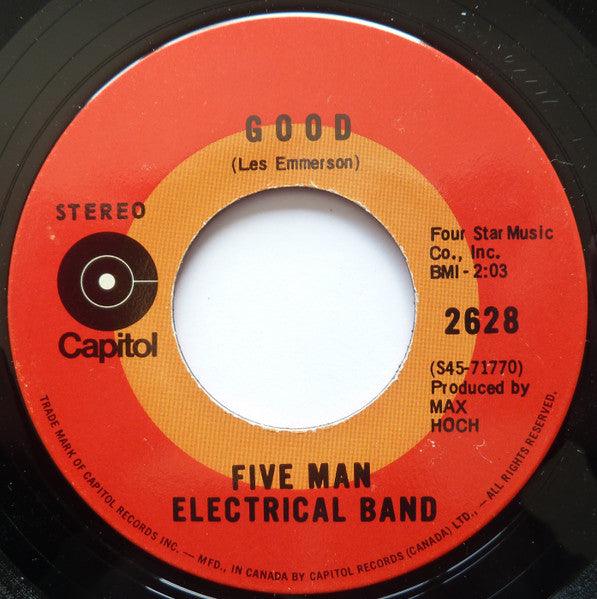 GOOD
(Les Emmerson)
STEREO
Capitol
Four Star Music
Co., Inc.
BMI - 2:03
2628
(S45-71770)
Produced by
MAX
HOCH
FIVE MAN
ELECTRICAL BAND
TRADE MARK OF CAPITOL RECORDS INC. — MFD., IN CANADA BY CAPITOL RECORDS (CANADA) LTD., — ALL RIGHTS RESERVED.